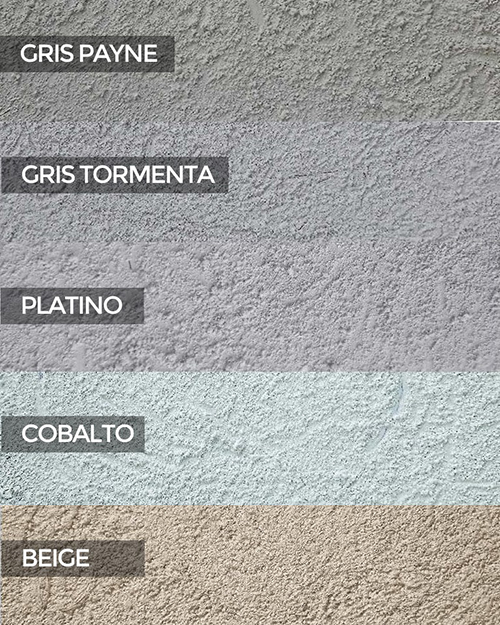 GRIS PAYNE
GRIS TORMENTA
PLATINO
COBALTO
BEIGE